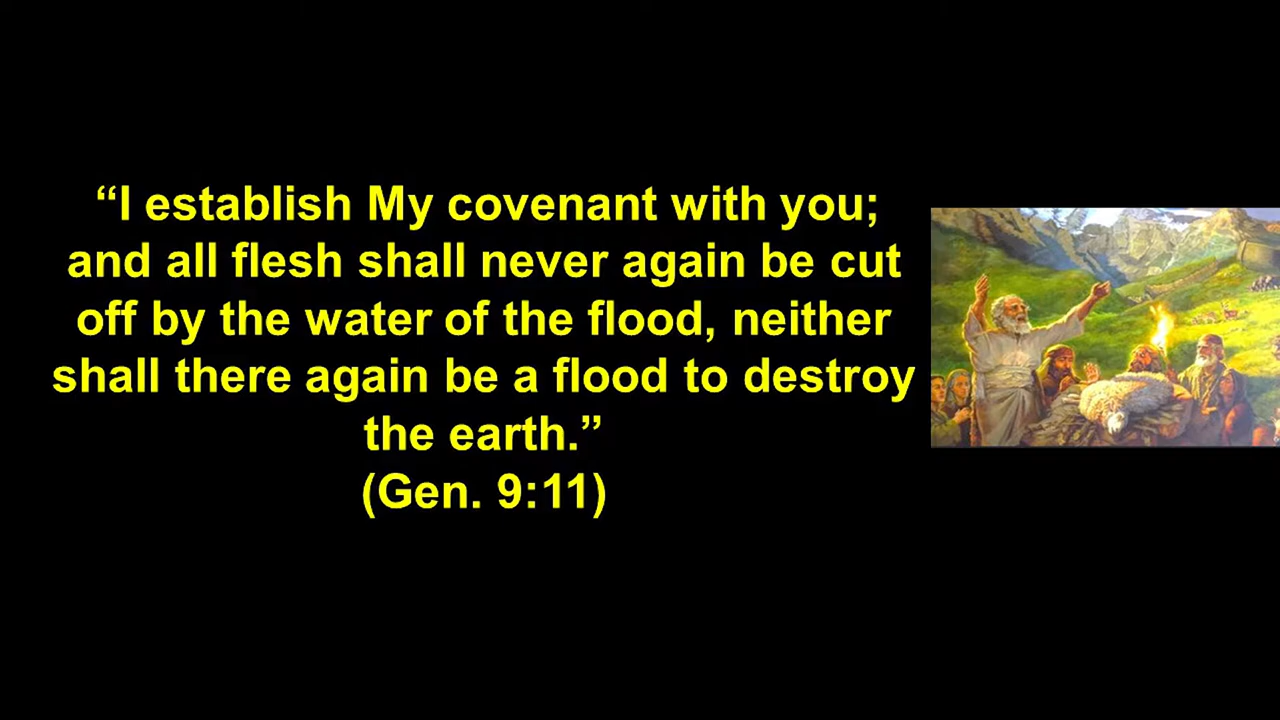 “I establish My covenant with you;
and all flesh shall never again be cut
off by the water of the flood, neither
shall there again be a flood to destroy
the earth.”
(Gen. 9:11)